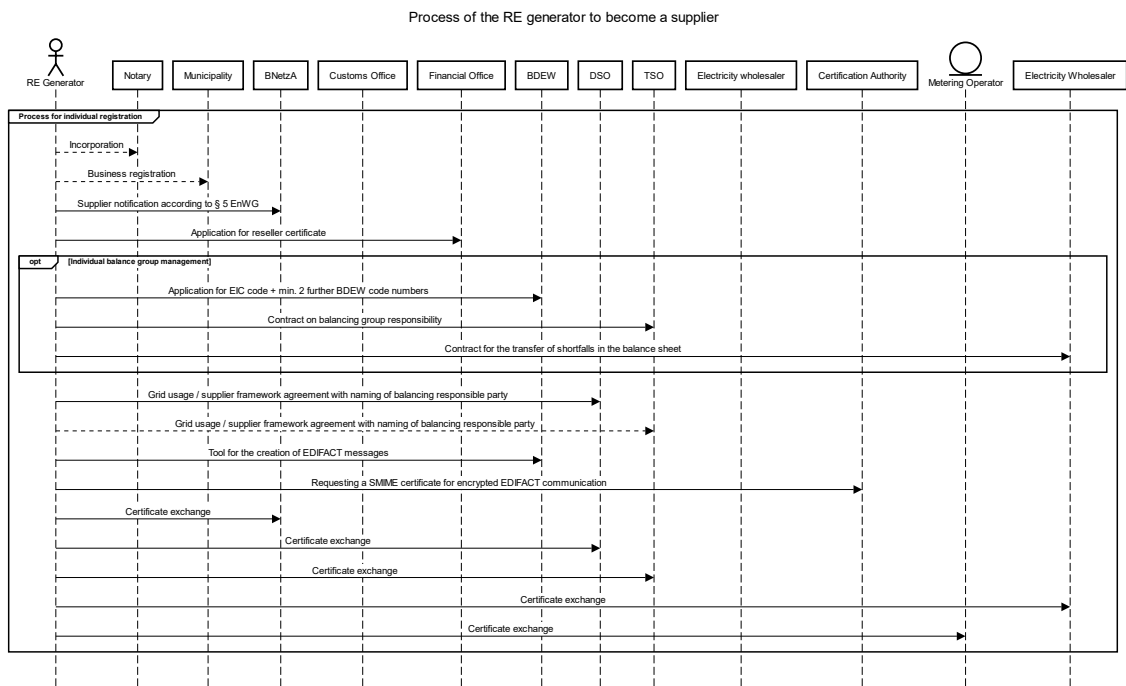 Process of the RE generator to become a supplier
RE Generator
Notary
Municipality
BNetzA
Customs Office
Financial Office
BDEW
DSO
TSO
Electricity wholesaler
Certification Authority
Metering Operator
Electricity Wholesaler
Process for individual registration
Incorporation
Business registration
Supplier notification according to § 5 EnWG
Application for reseller certificate
opt
[Individual balance group management]
Application for EIC code + min. 2 further BDEW code numbers
Contract on balancing group responsibility
Contract for the transfer of shortfalls in the balance sheet
Grid usage / supplier framework agreement with naming of balancing responsible party
Grid usage / supplier framework agreement with naming of balancing responsible party
Tool for the creation of EDIFACT messages
Requesting a SMIME certificate for encrypted EDIFACT communication
Certificate exchange
Certificate exchange
Certificate exchange
Certificate exchange
Certificate exchange